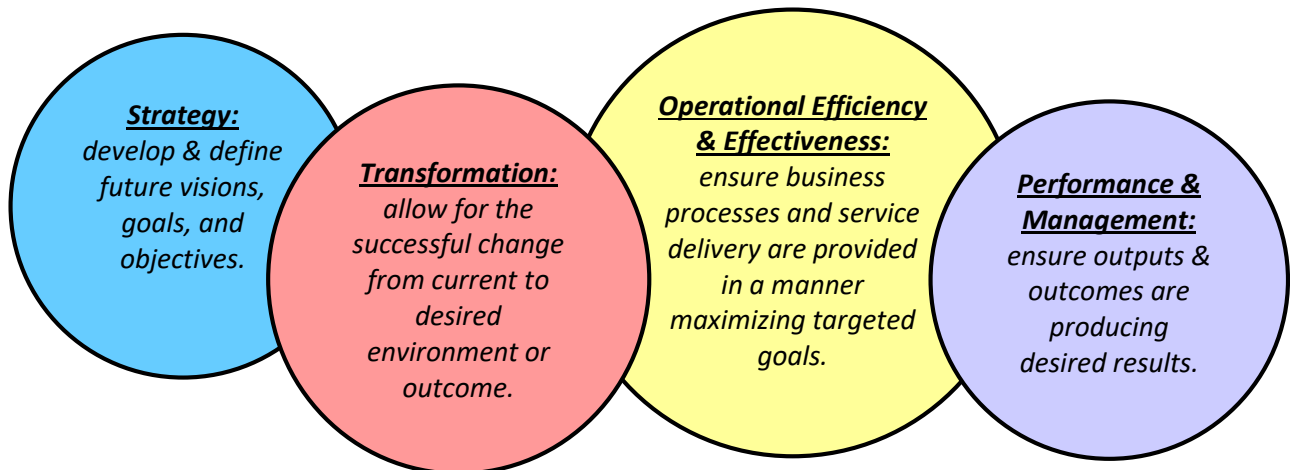 Strategy:
develop & define
future visions,
goals, and
objectives.
Transformation:
allow for the
successful change
from current to
desired
environment or
outcome.
Operational Efficiency
& Effectiveness:
ensure business
processes and service
delivery are provided
in a manner
maximizing targeted
goals.
Performance &
Management:
ensure outputs &
outcomes are
producing
desired results.